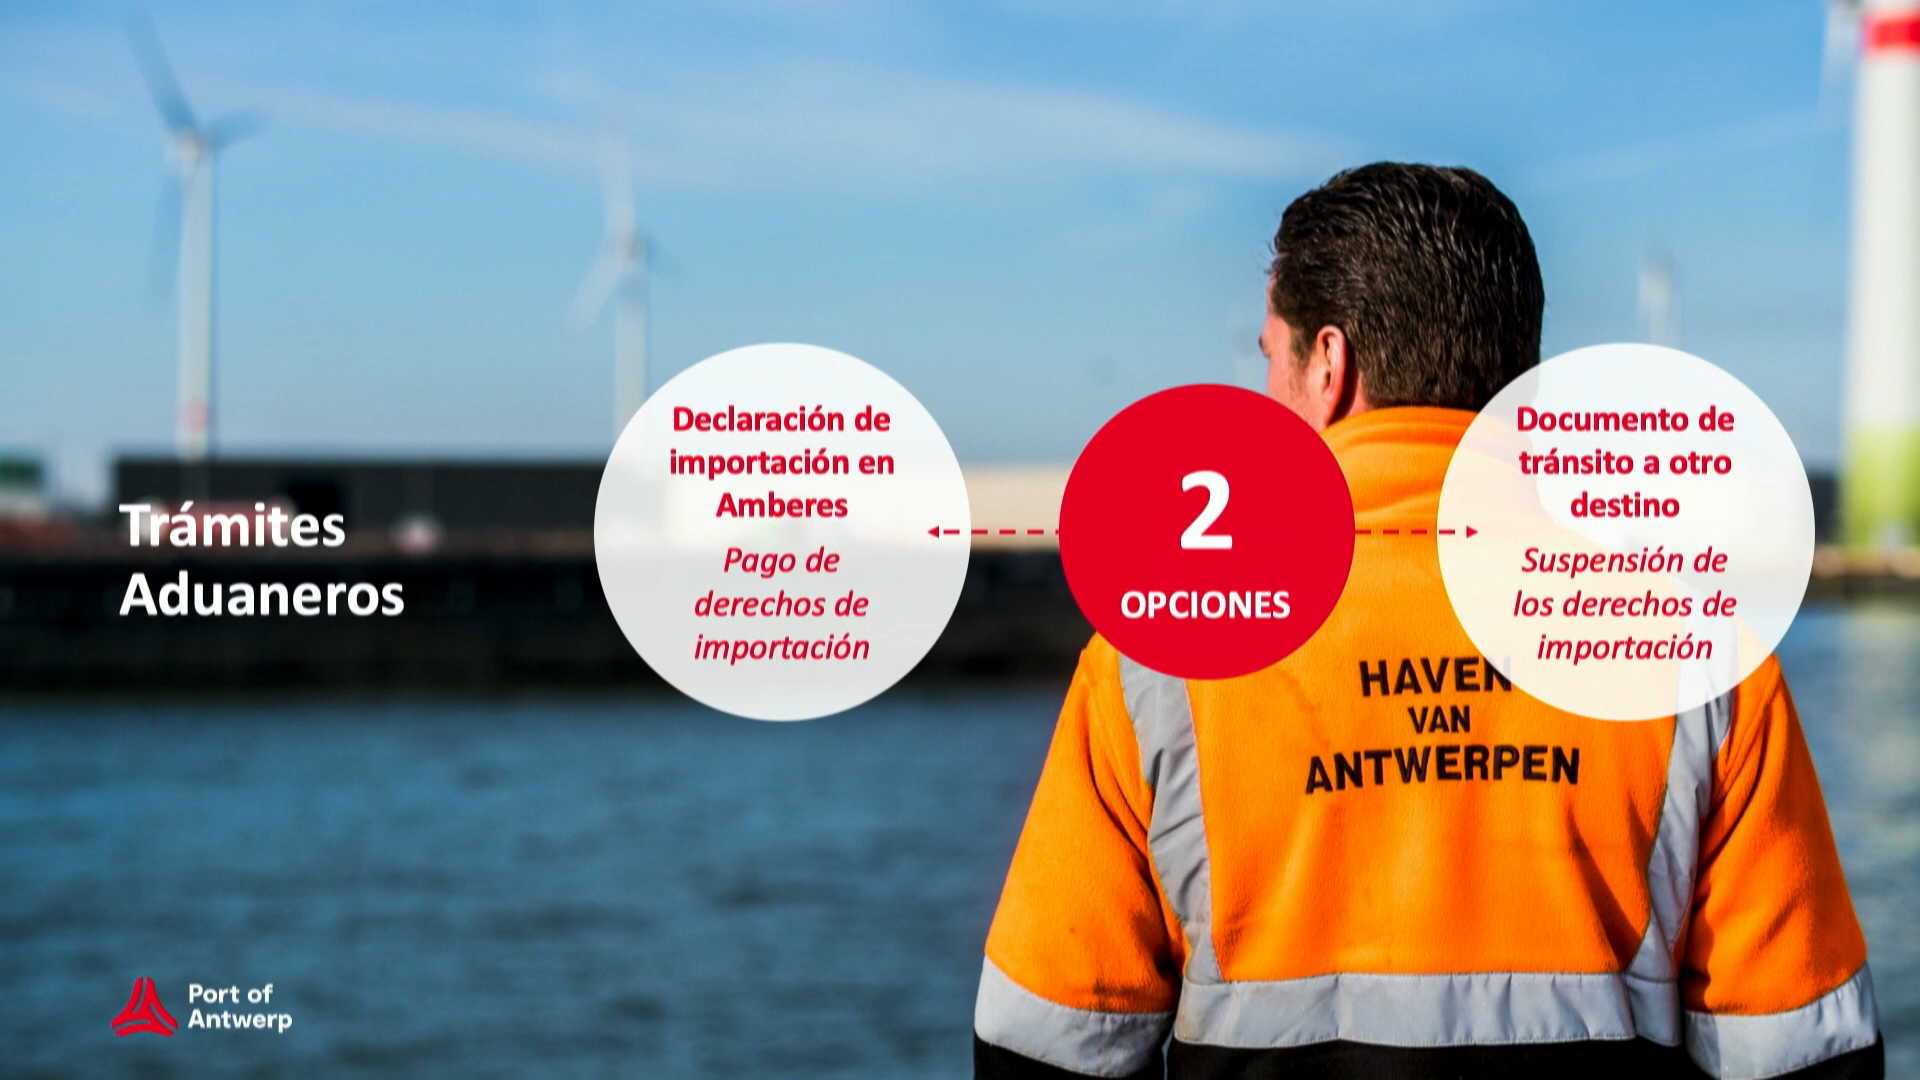 Trámites
Aduaneros
Declaración de
importación en
Amberes
Pago de
derechos de
importación
2
OPCIONES
Documento de
tránsito a otro
destino
Suspensión de
los derechos de
importación
HAVEN
VAN
ANTWERPEN
Port of
Antwerp